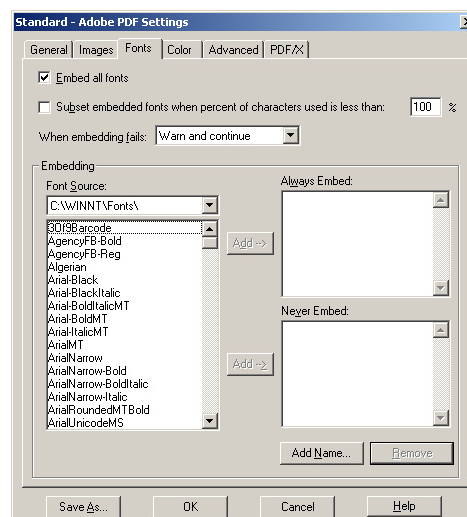 Standard - Adobe PDF Settings
General Images Fonts Color Advanced PDF/X
Embed all fonts
Subset embedded fonts when percent of characters used is less than: 100 %
When embedding fails: Warn and continue
Embedding
Font Source:
Always Embed:
C:\WINNT\Fonts\
3Of9Barcode
AgencyFB-Bold
AgencyFB-Reg
Algerian
Arial-Black
Arial-BlackItalic
Arial-BoldItalicMT
Arial-BoldMT
Arial-ItalicMT
ArialMT
ArialNarrow
ArialNarrow-Bold
ArialNarrow-BoldItalic
ArialNarrow-Italic
ArialRoundedMTBold
ArialUnicodeMS
Add -->
Never Embed:
Add -->
Add Name... Remove
Save As... OK Cancel Help